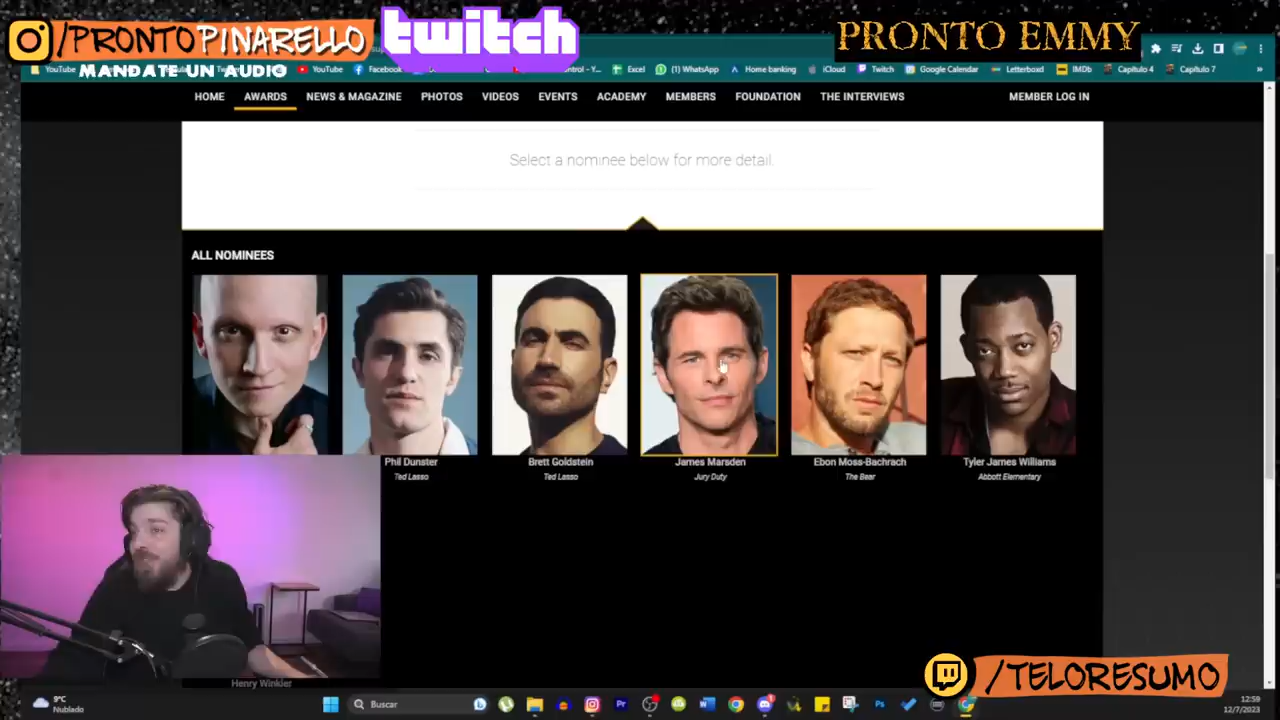 /PRONTOPINARELLO
MANDATE UN AUDIO
twitch
PRONTO EMMY
YouTube
YouTube
Facebook
Excel
(1) WhatsApp
Home banking
iCloud
Twitch
Google Calendar
Letterboxd
IMDb
Capítulo 4
Capítulo 7
»
HOME
AWARDS
NEWS & MAGAZINE
PHOTOS
VIDEOS
EVENTS
ACADEMY
MEMBERS
FOUNDATION
THE INTERVIEWS
MEMBER LOG IN
Select a nominee below for more detail.
ALL NOMINEES
Phil Dunster
Ted Lasso
Brett Goldstein
Ted Lasso
James Marsden
Jury Duty
Ebon Moss-Bachrach
The Bear
Tyler James Williams
Abbott Elementary
Henry Winkler
/TELORESUMO
9°C
Nublado
Buscar
12:59
12/7/2023